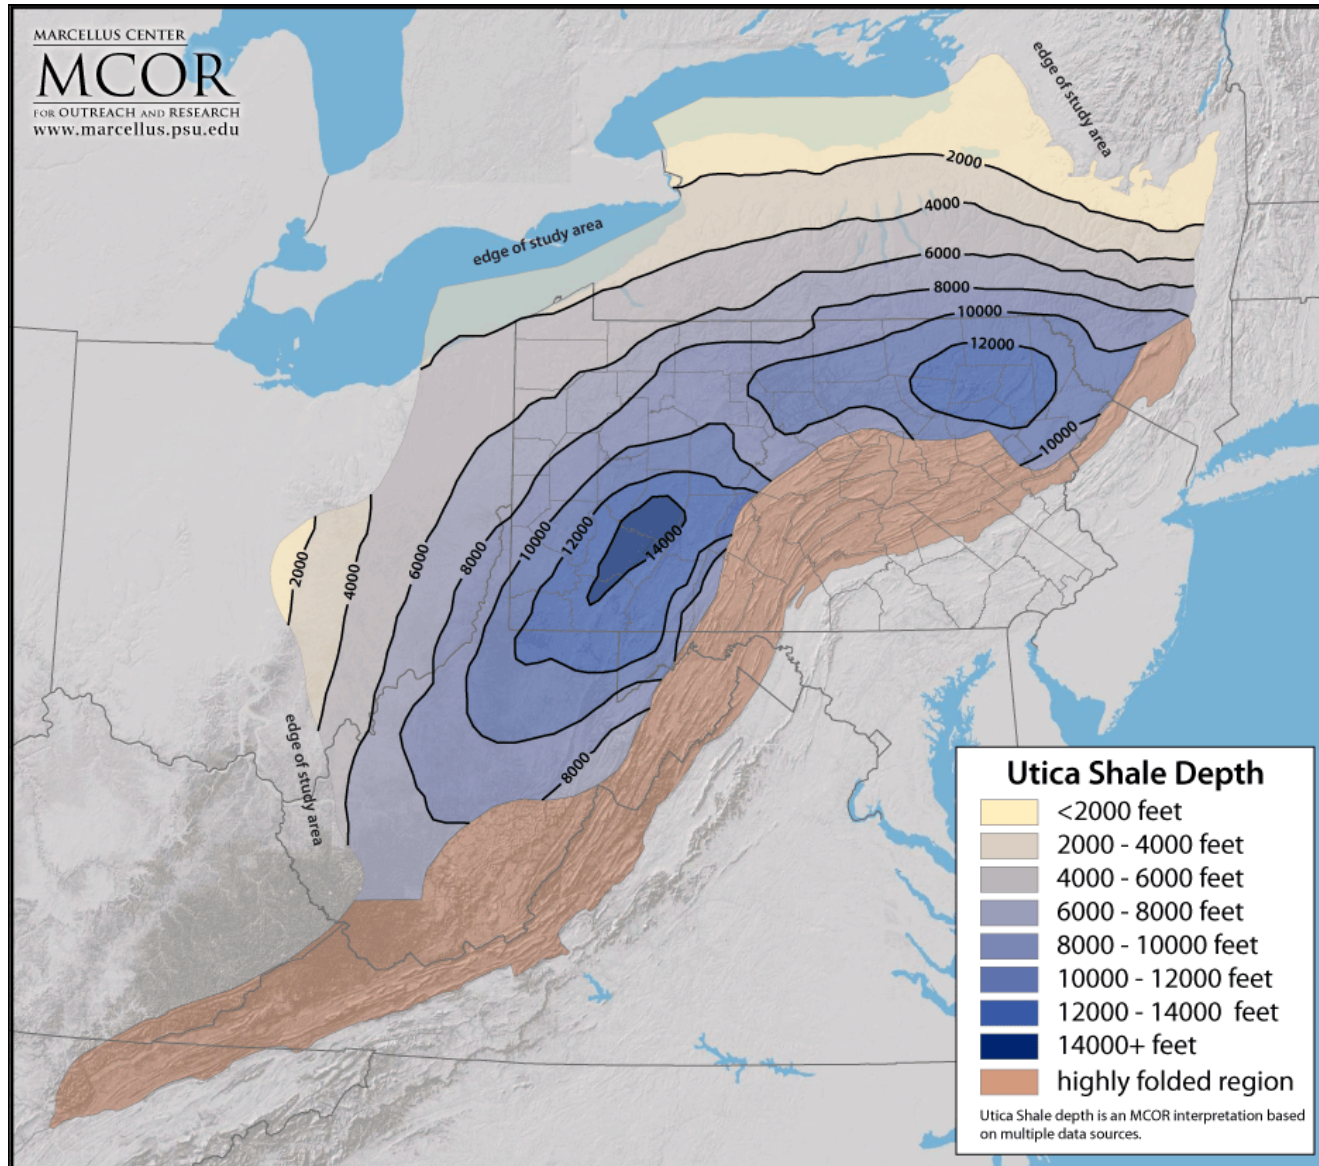 MARCELLUS CENTER
MCOR
FOR OUTREACH AND RESEARCH
www.marcellus.psu.edu
edge of study area
2000
edge of study area
4000
6000
8000
10000
12000
10000
2000
4000
6000
8000
10000
12000
14000
8000
edge of study area
Utica Shale Depth
<2000 feet
2000 - 4000 feet
4000 - 6000 feet
6000 - 8000 feet
8000 - 10000 feet
10000 - 12000 feet
12000 - 14000 feet
14000+ feet
highly folded region
Utica Shale depth is an MCOR interpretation based
on multiple data sources.